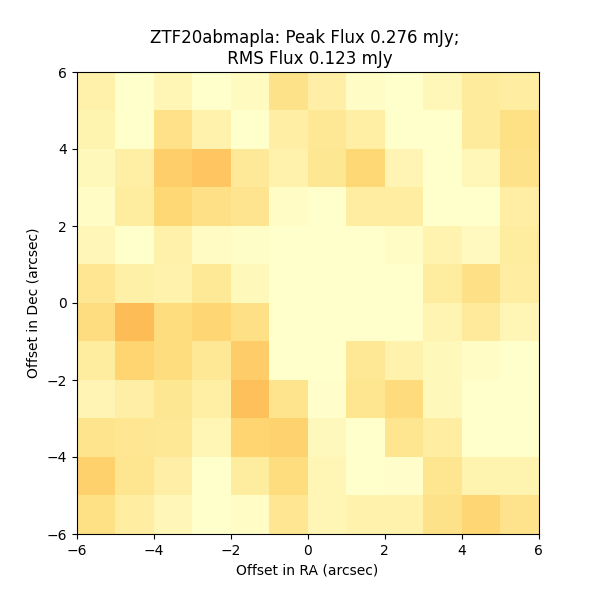 ZTF20abmapla: Peak Flux 0.276 mJy;
RMS Flux 0.123 mJy
6
4
2
0
−2
−4
−6
Offset in Dec (arcsec)
−6 −4 −2 0 2 4 6
Offset in RA (arcsec)